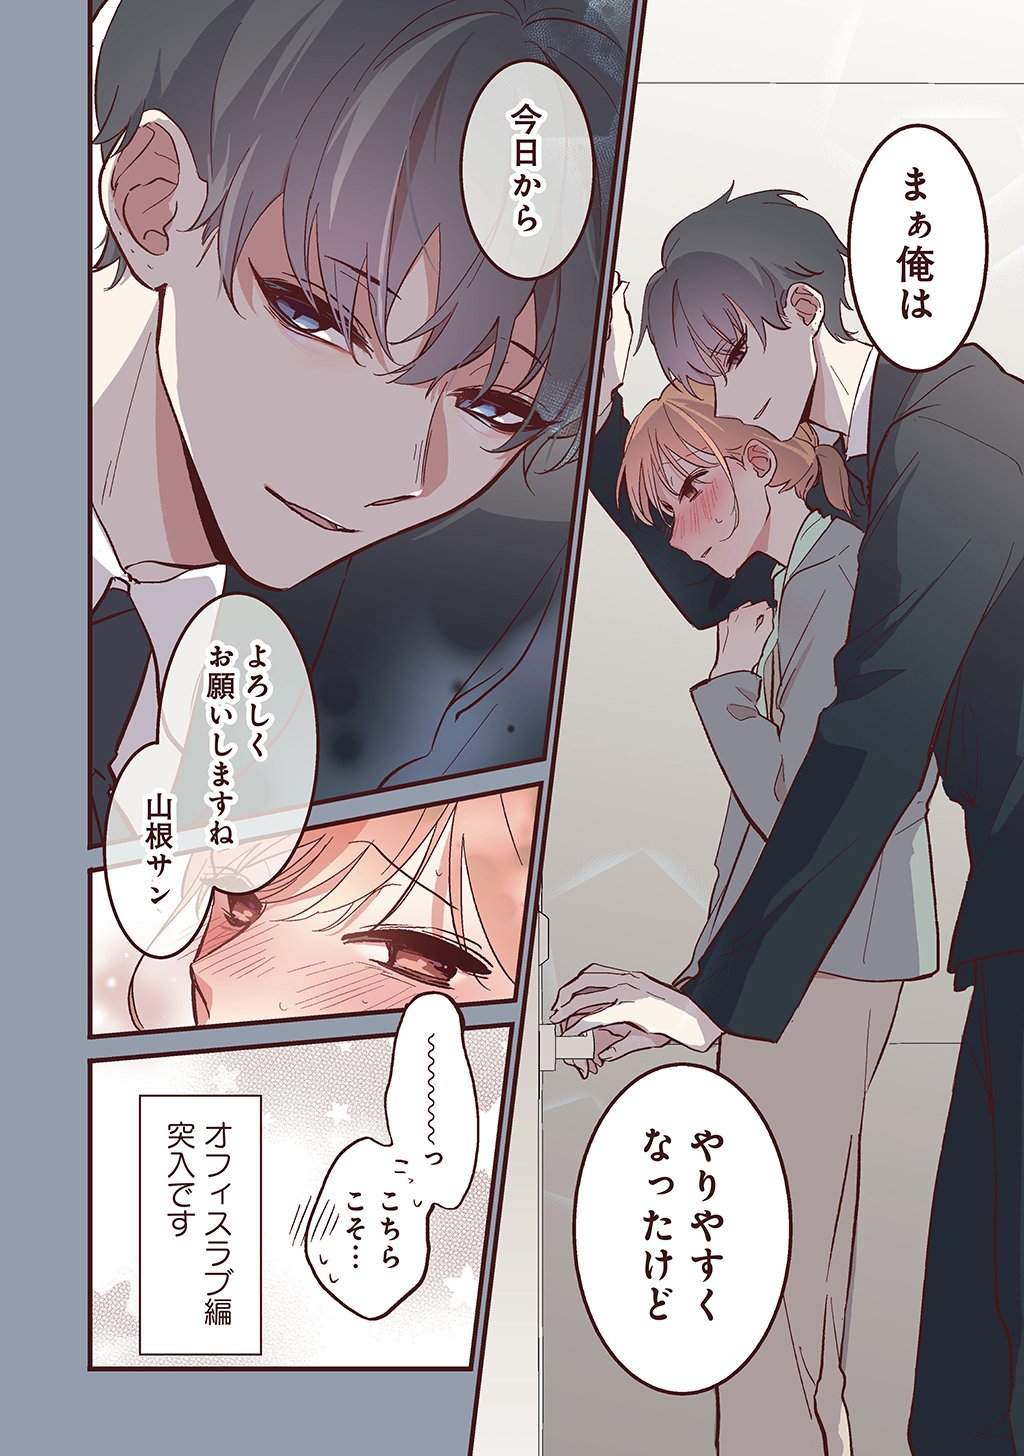 まぁ俺は
やりやすく
なったけど
今日から
よろしく
お願いしますね
山根サン
〜〜〜〜〜〜っ
こちら
こそ…
オフィスラブ編
突入です